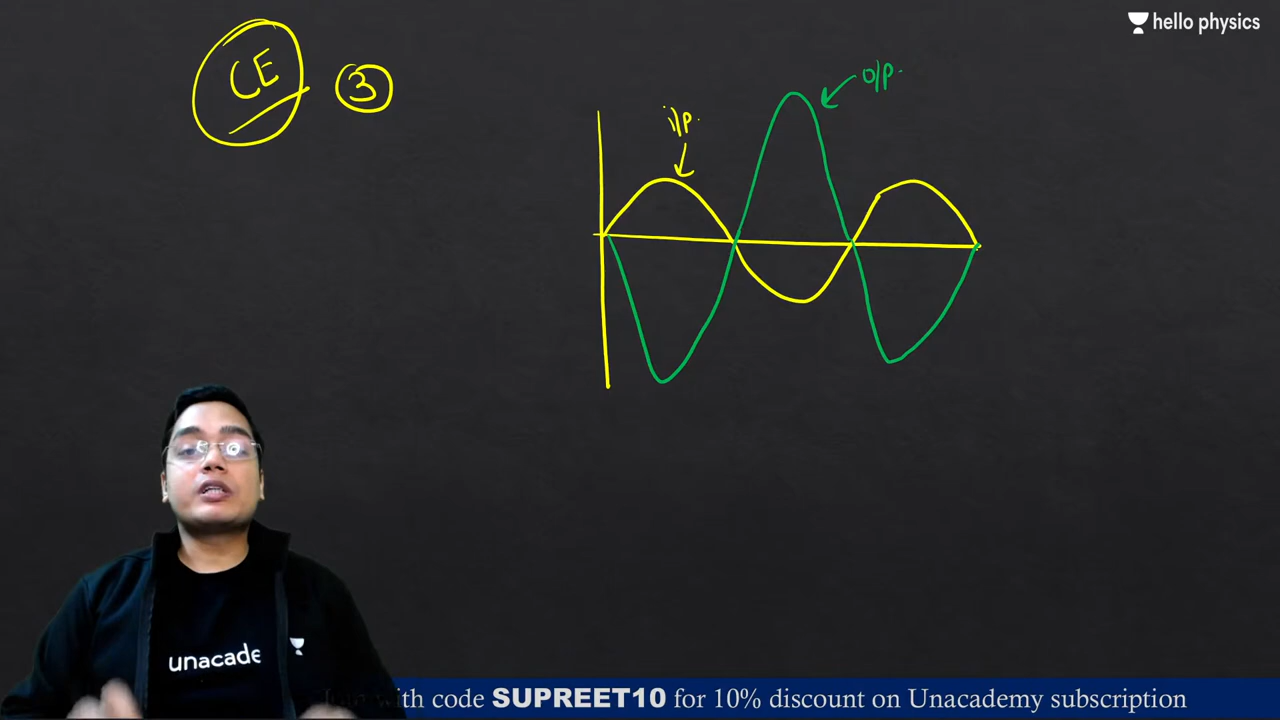 hello physics
CE
3
i/p.
o/p.
unacade
with code SUPREET10 for 10% discount on Unacademy subscription